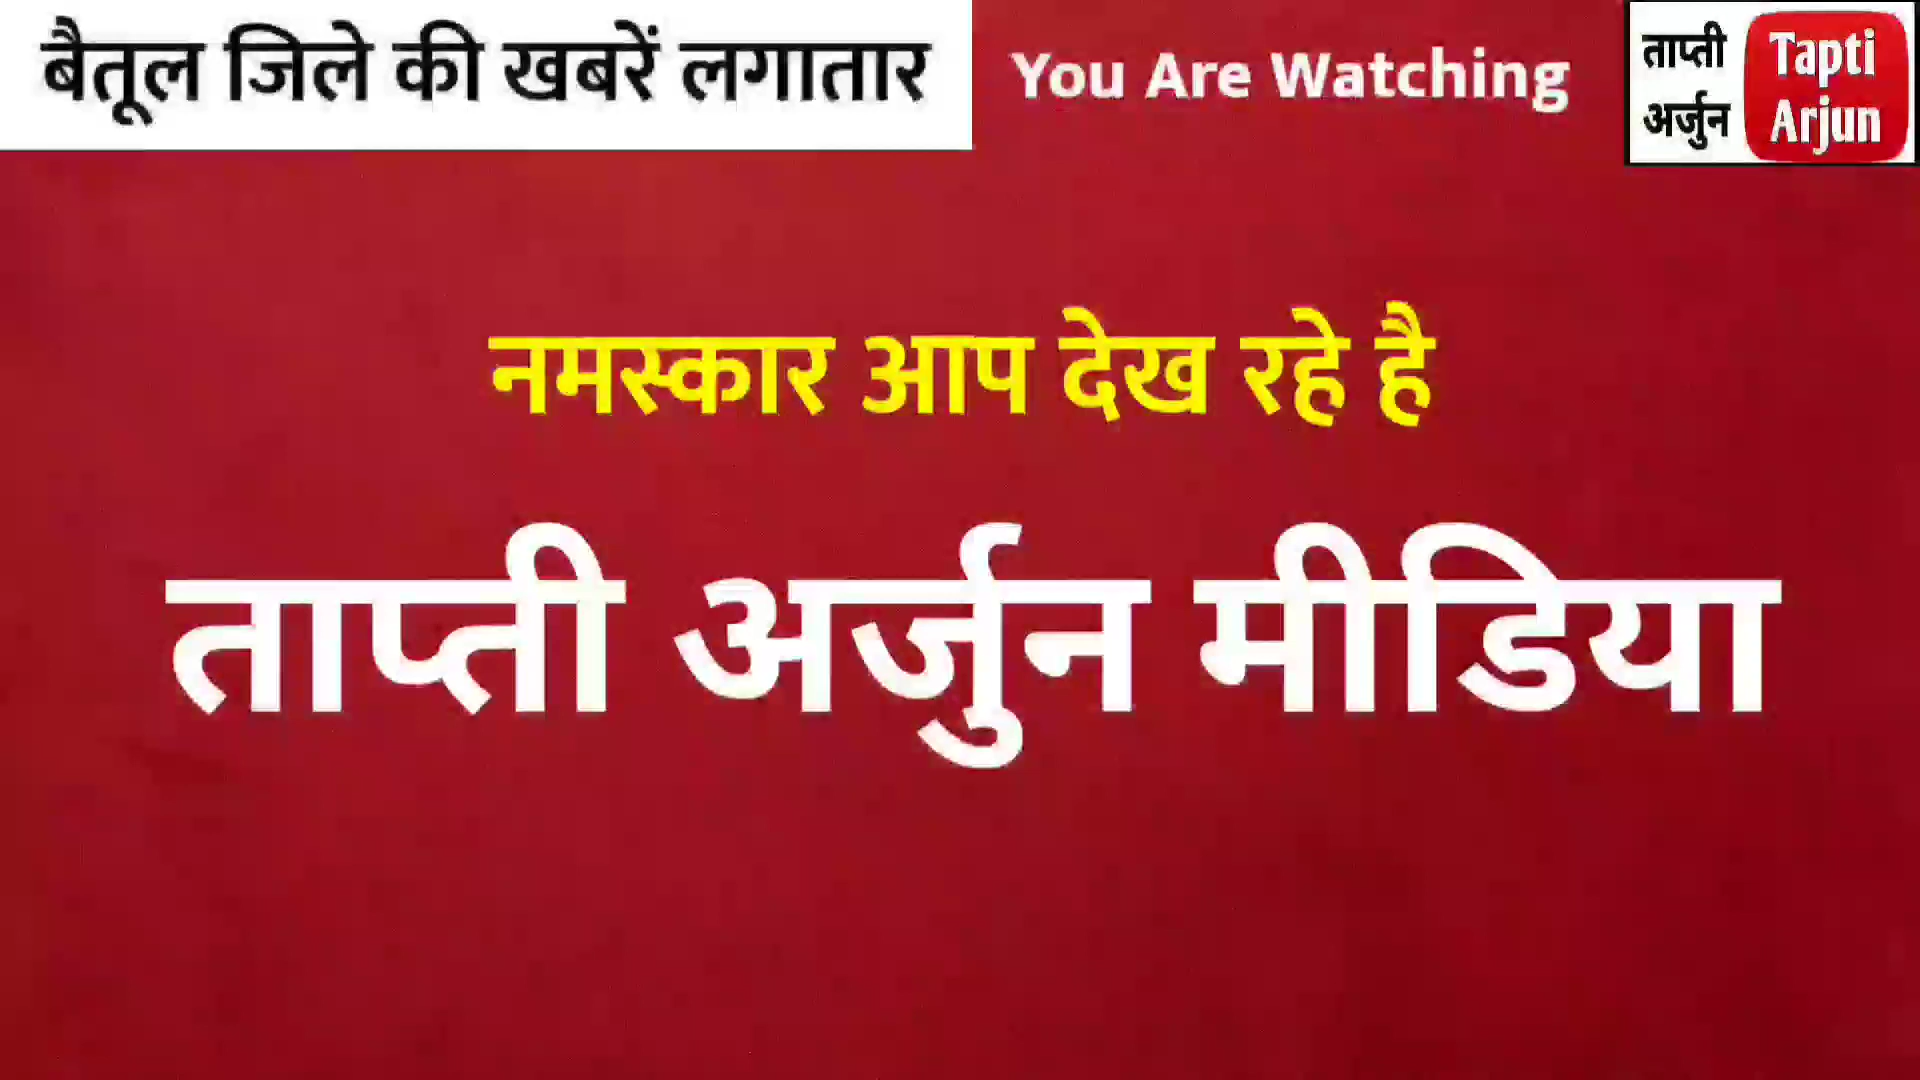 बैतूल जिले की खबरें लगातार
You Are Watching
ताप्ती
अर्जुन
Tapti
Arjun
नमस्कार आप देख रहे है
ताप्ती अर्जुन मीडिया